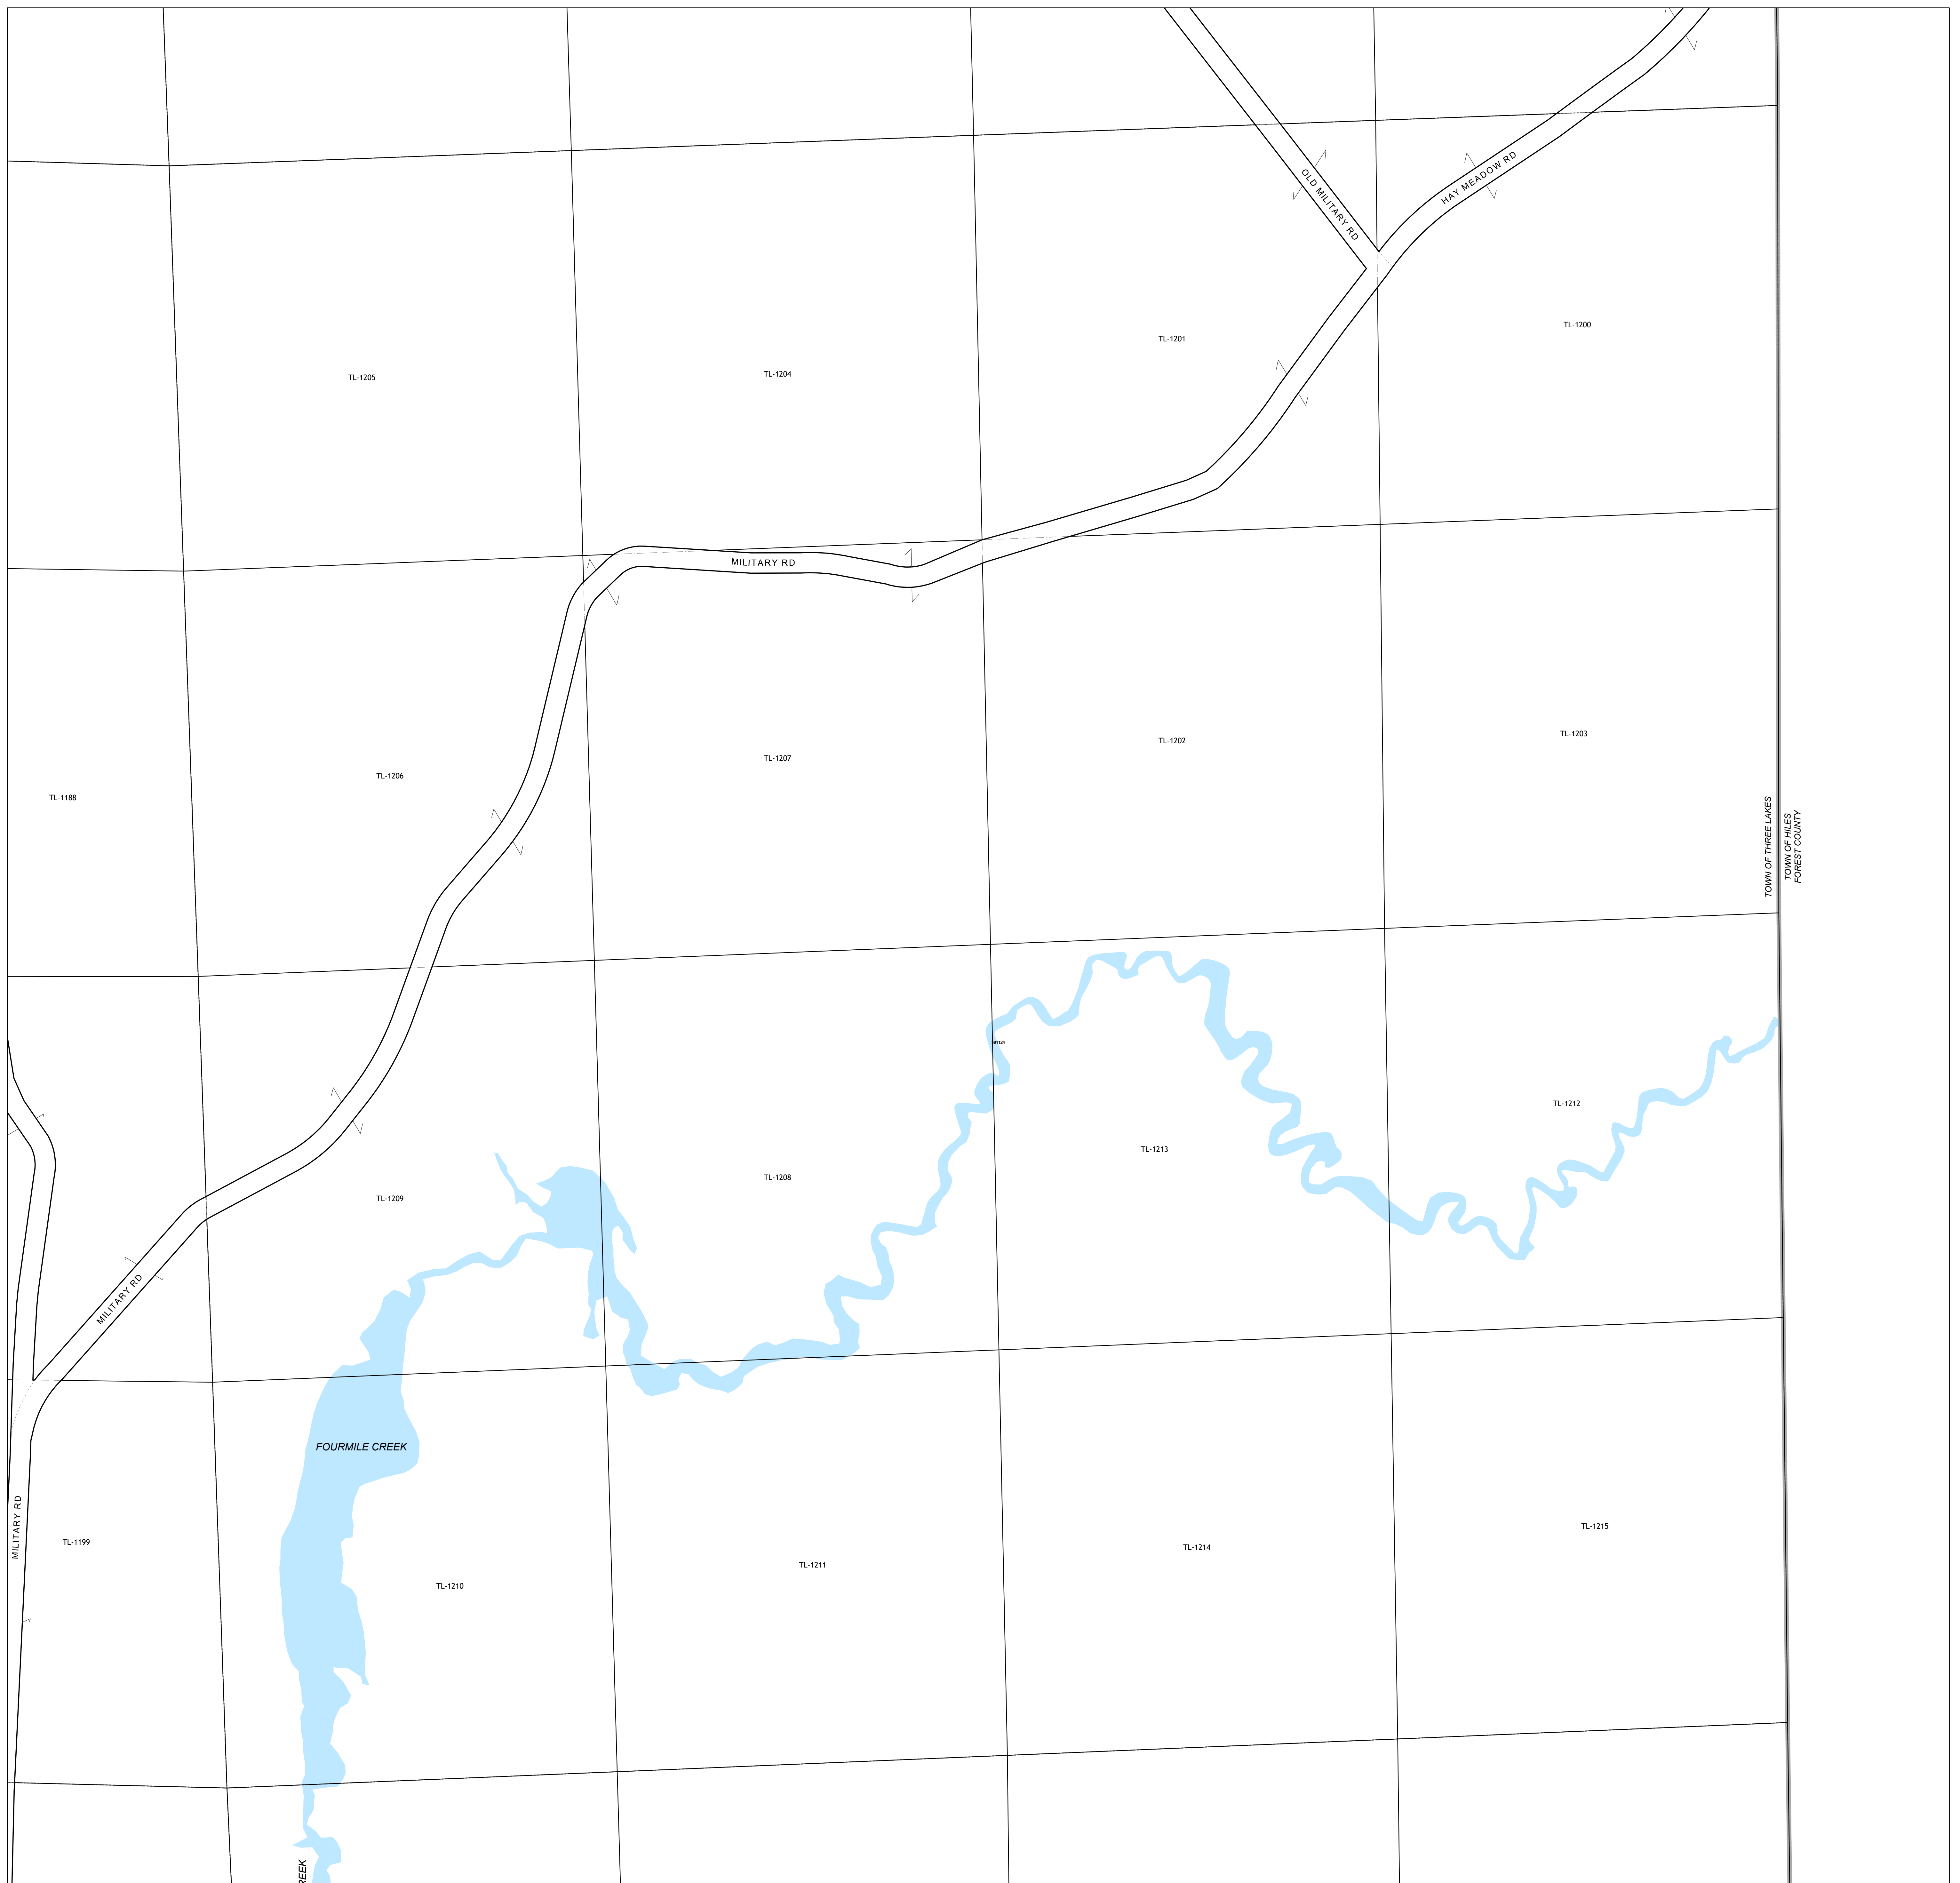 OLD MILITARY RD
HAY MEADOW RD
TL-1205
TL-1204
TL-1201
TL-1200
MILITARY RD
TL-1188
TL-1206
TL-1207
TL-1202
TL-1203
TOWN OF THREE LAKES
TOWN OF HILES
FOREST COUNTY
TL-1209
TL-1208
TL-1213
TL-1212
MILITARY RD
FOURMILE CREEK
MILITARY RD
TL-1199
TL-1210
TL-1211
TL-1214
TL-1215
REEK